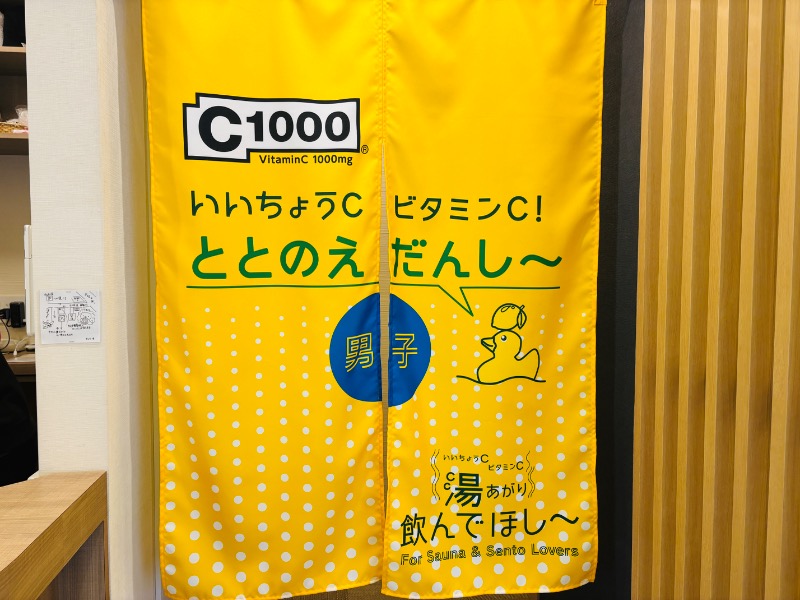 C1000
VitaminC 1000mg
いいちょうC ビタミンC!
ととのえ だんし〜
男子
いいちょうC
ビタミンC
湯あがり
飲んでほし〜
For Sauna & Sento Lovers